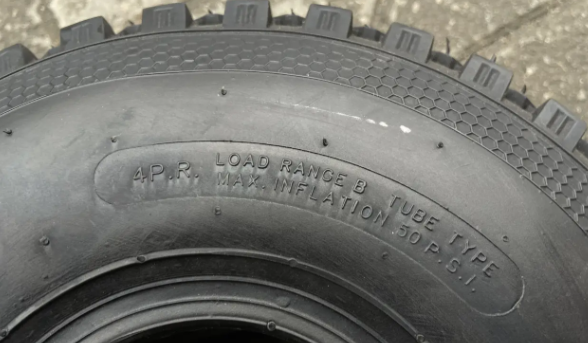 4P.R. LOAD RANGE B TUBE TYPE
MAX. INFLATION 50 P.S.I.